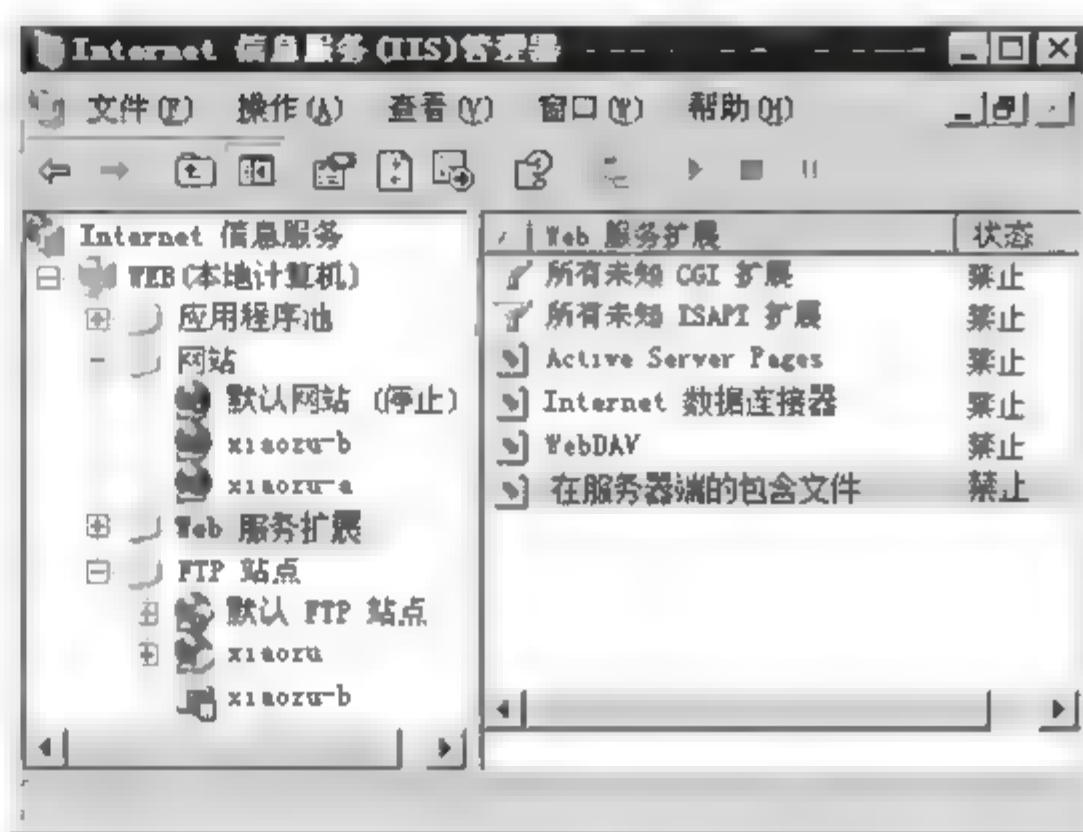 Internet 信息服务(IIS)管理器
文件(F) 操作(A) 查看(V) 窗口(W) 帮助(H)
Internet 信息服务
WEB(本地计算机)
应用程序池
网站
默认网站 (停止)
xiaoru-b
xiaoru-a
Web 服务扩展
FTP 站点
默认 FTP 站点
xiaoru
xiaoru-b
Web 服务扩展 状态
所有未知 CGI 扩展 禁止
所有未知 ISAPI 扩展 禁止
Active Server Pages 禁止
Internet 数据连接器 禁止
WebDAV 禁止
在服务器端的包含文件 禁止